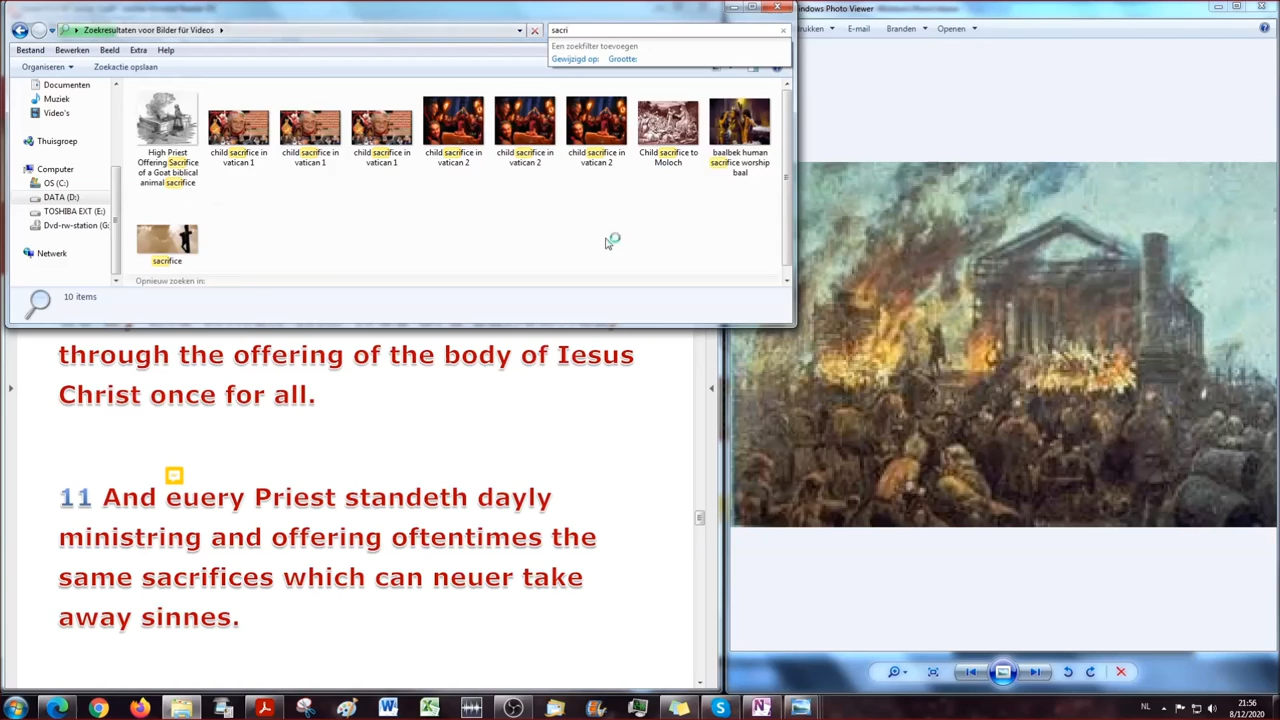 Windows Photo Viewer
Zoekresultaten voor Bilder für Videos
sacri
Een zoekfilter toevoegen
Gewijzigd op: Grootte:
Bestand Bewerken Beeld Extra Help
Organiseren Zoekactie opslaan
drukken E-mail Branden Openen
Documenten
Muziek
Video's
Thuisgroep
Computer
OS (C:)
DATA (D:)
TOSHIBA EXT (E:)
Dvd-rw-station (G:
Netwerk
High Priest
Offering Sacrifice
of a Goat biblical
animal sacrifice
child sacrifice in
vatican 1
child sacrifice in
vatican 1
child sacrifice in
vatican 1
child sacrifice in
vatican 2
child sacrifice in
vatican 2
child sacrifice in
vatican 2
Child sacrifice to
Moloch
baalbek human
sacrifice worship
baal
sacrifice
Opnieuw zoeken in:
10 items
through the offering of the body of Iesus
Christ once for all.
11 And euery Priest standeth dayly
ministring and offering oftentimes the
same sacrifices which can neuer take
away sinnes.
NL
21:56
8/12/2020